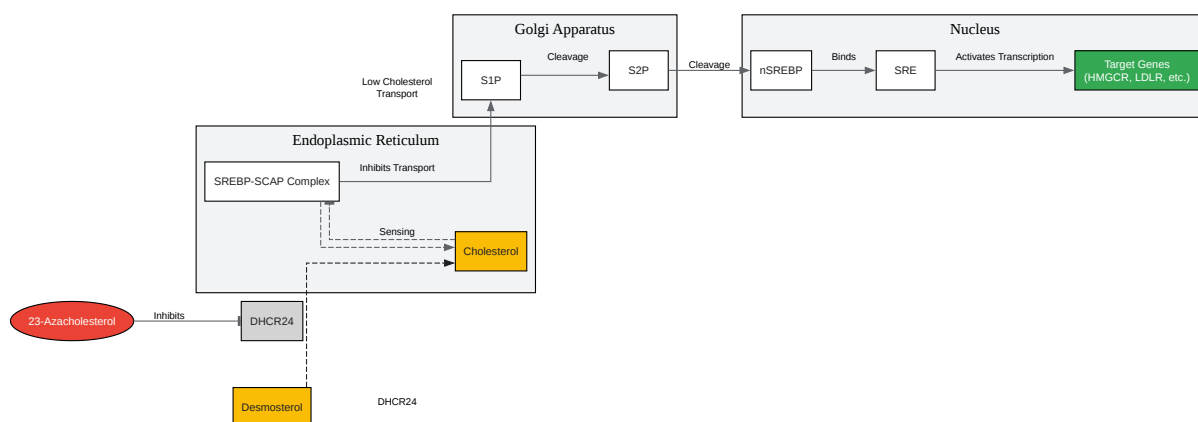 Golgi Apparatus
Nucleus
S1P
Cleavage
S2P
Cleavage
nSREBP
Binds
SRE
Activates Transcription
Target Genes
(HMGCR, LDLR, etc.)
Low Cholesterol
Transport
Endoplasmic Reticulum
SREBP-SCAP Complex
Inhibits Transport
Sensing
Cholesterol
23-Azacholesterol
Inhibits
DHCR24
Desmosterol
DHCR24